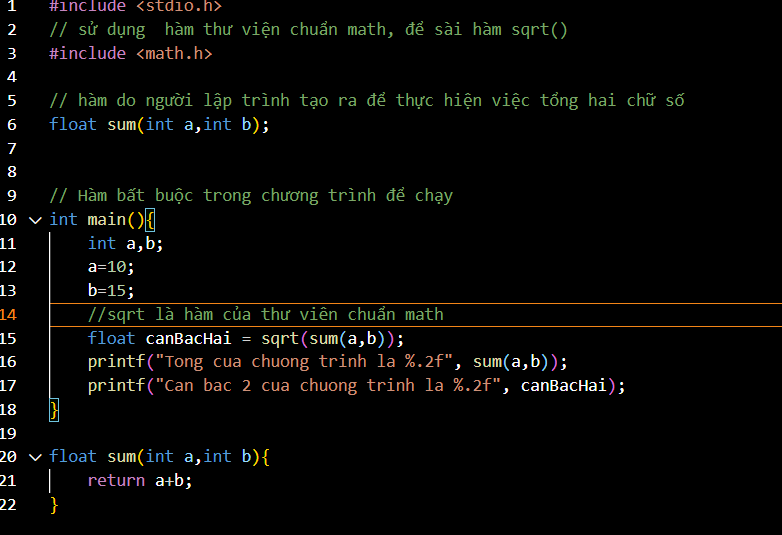 1 #include <stdio.h>
2 // sử dụng  hàm thư viện chuẩn math, để sài hàm sqrt()
3 #include <math.h>
4
5 // hàm do người lập trình tạo ra để thực hiện việc tổng hai chữ số
6 float sum(int a,int b);
7
8
9 // Hàm bất buộc trong chương trình để chạy
10 int main(){
11     int a,b;
12     a=10;
13     b=15;
14     //sqrt là hàm của thư viên chuẩn math
15     float canBacHai = sqrt(sum(a,b));
16     printf("Tong cua chuong trinh la %.2f", sum(a,b));
17     printf("Can bac 2 cua chuong trinh la %.2f", canBacHai);
18 }
19
20 float sum(int a,int b){
21     return a+b;
22 }